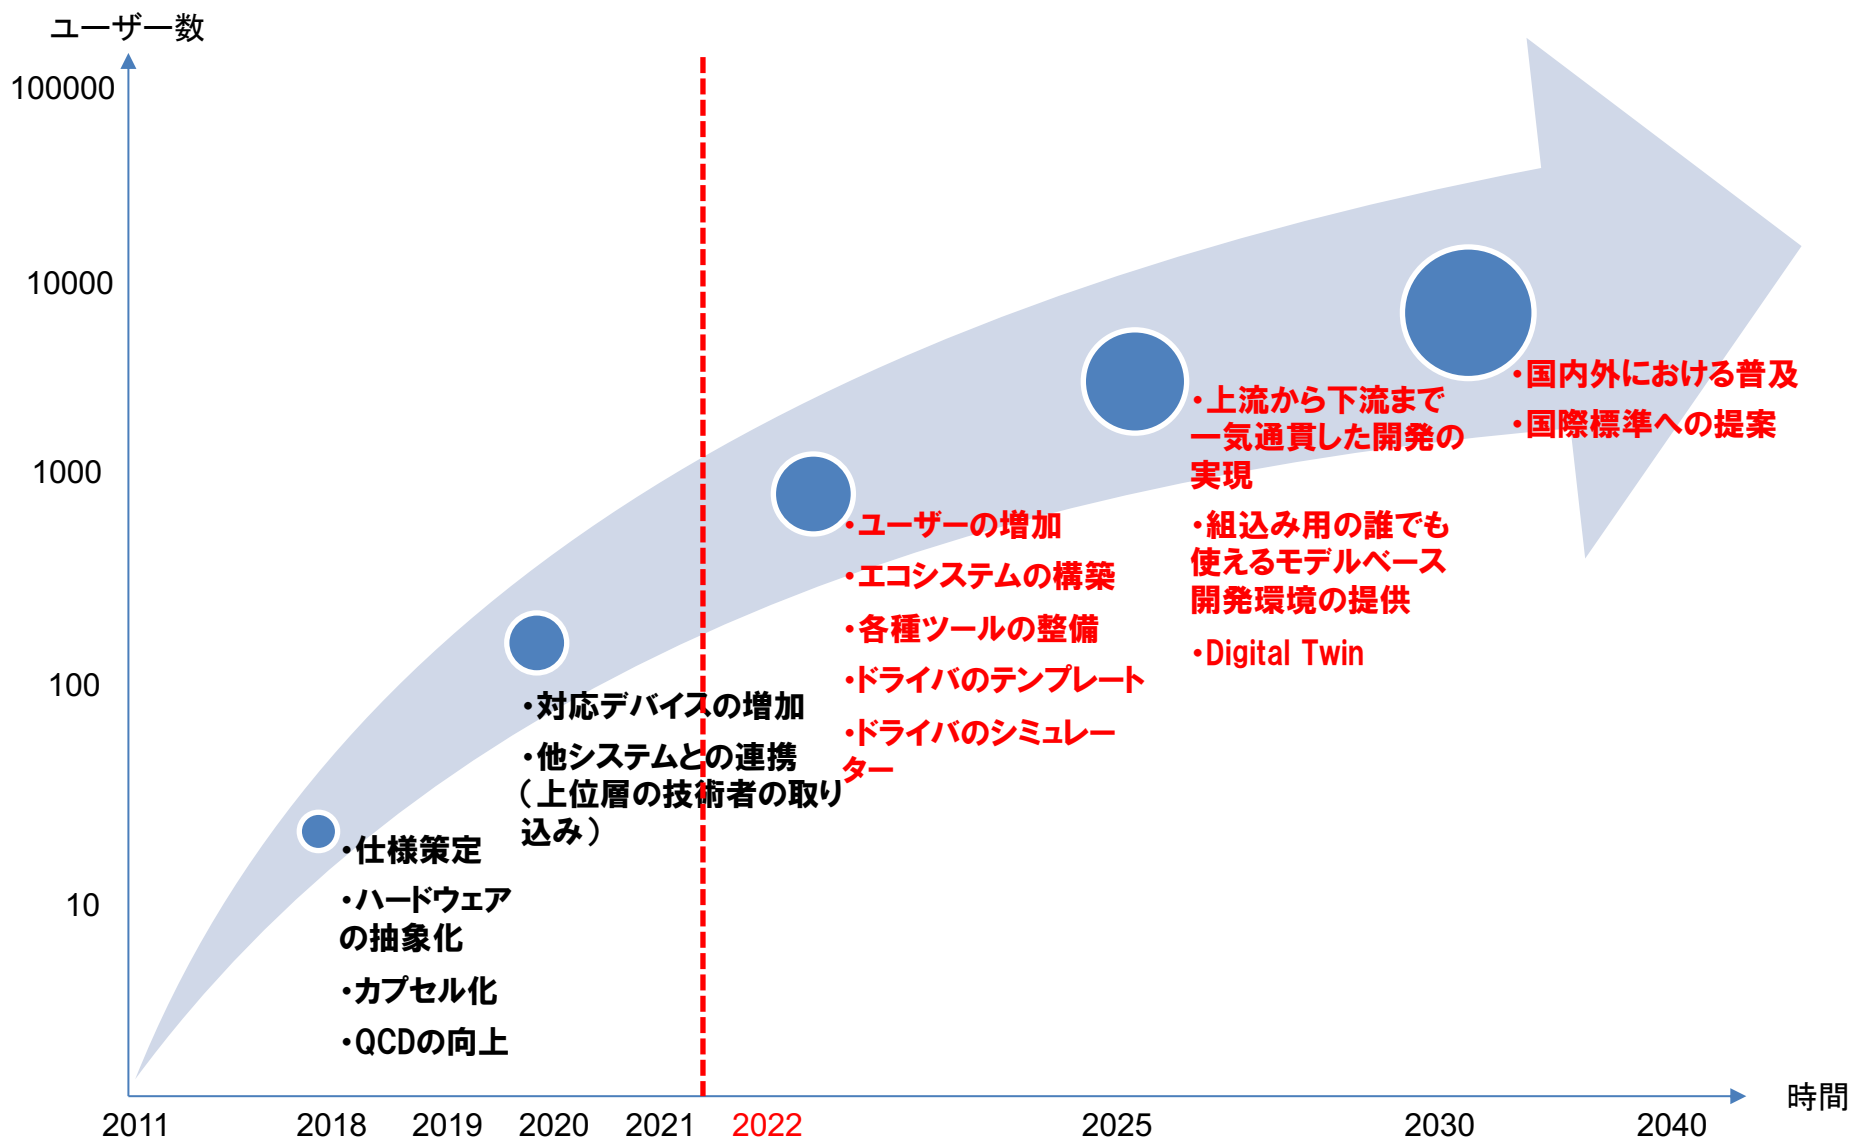 ユーザー数
100000
10000
1000
100
10
・国内外における普及
・国際標準への提案
・上流から下流まで
一気通貫した開発の
実現
・組込み用の誰でも
使えるモデルベース
開発環境の提供
・Digital Twin
・ユーザーの増加
・エコシステムの構築
・各種ツールの整備
・ドライバのテンプレート
・ドライバのシミュレー
ター
・対応デバイスの増加
・他システムとの連携
（上位層の技術者の取り
込み）
・仕様策定
・ハードウェア
の抽象化
・カプセル化
・QCDの向上
時間
2011 2018 2019 2020 2021 2022 2025 2030 2040